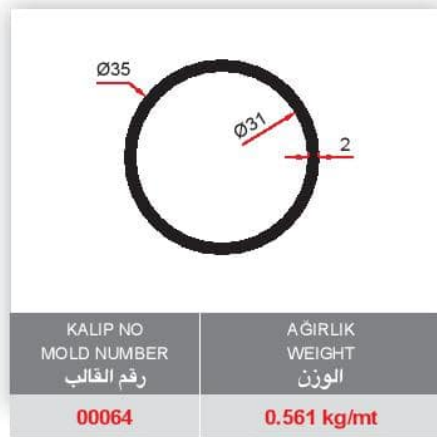 Ø35
Ø31
2
KALIP NO
MOLD NUMBER
رقم القالب
AĞIRLIK
WEIGHT
الوزن
00064
0.561 kg/mt